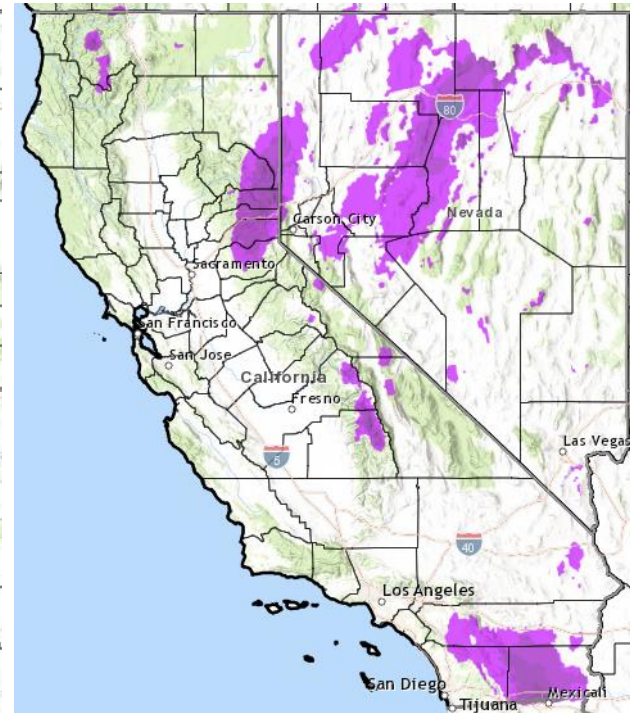 80
Carson City
Nevada
Sacramento
San Francisco
San Jose
California
Fresno
5
Las Vegas
40
Los Angeles
San Diego
Mexicali
Tijuana